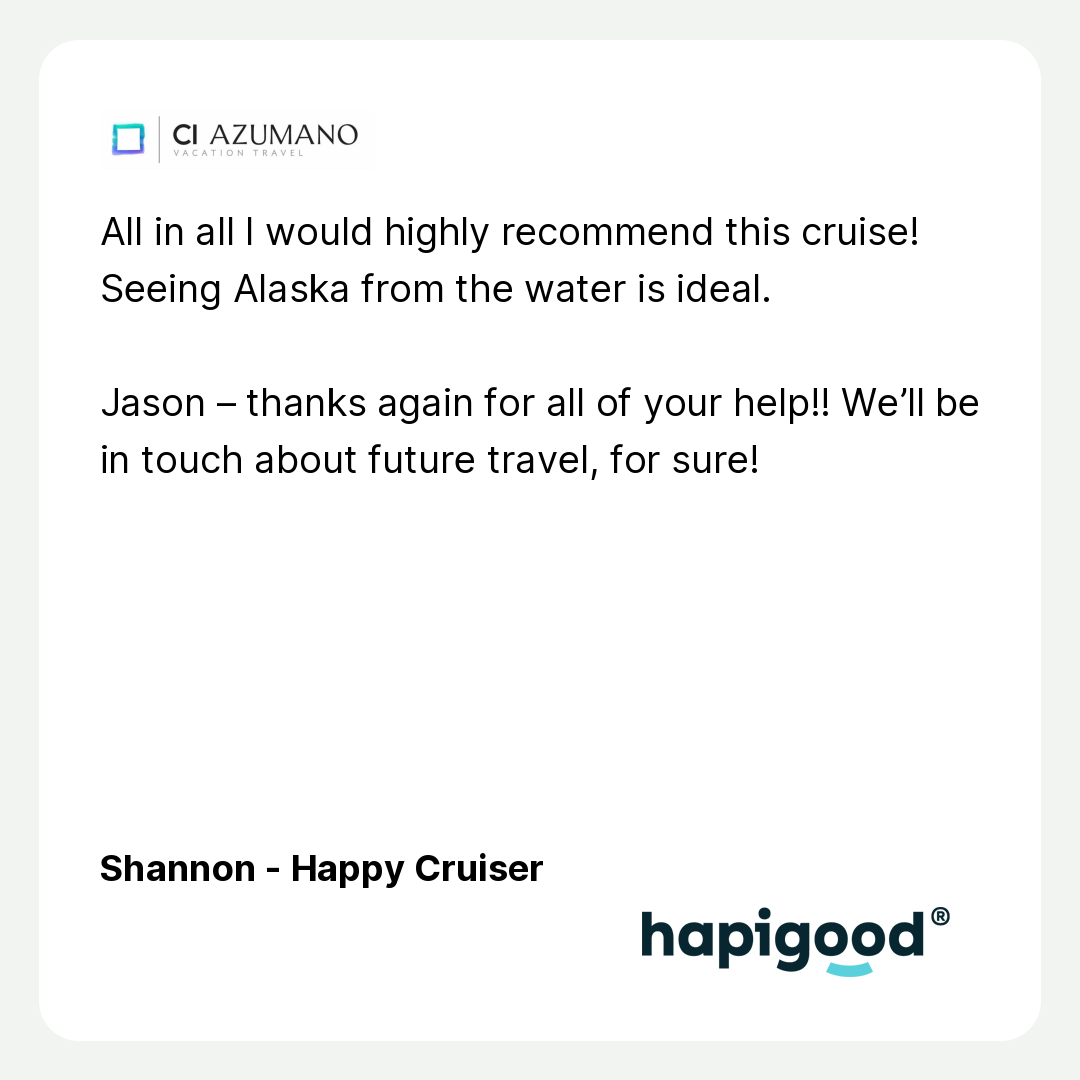 CI AZUMANO
VACATION TRAVEL
All in all I would highly recommend this cruise!
Seeing Alaska from the water is ideal.
Jason – thanks again for all of your help!! We’ll be
in touch about future travel, for sure!
Shannon - Happy Cruiser
hapigood®